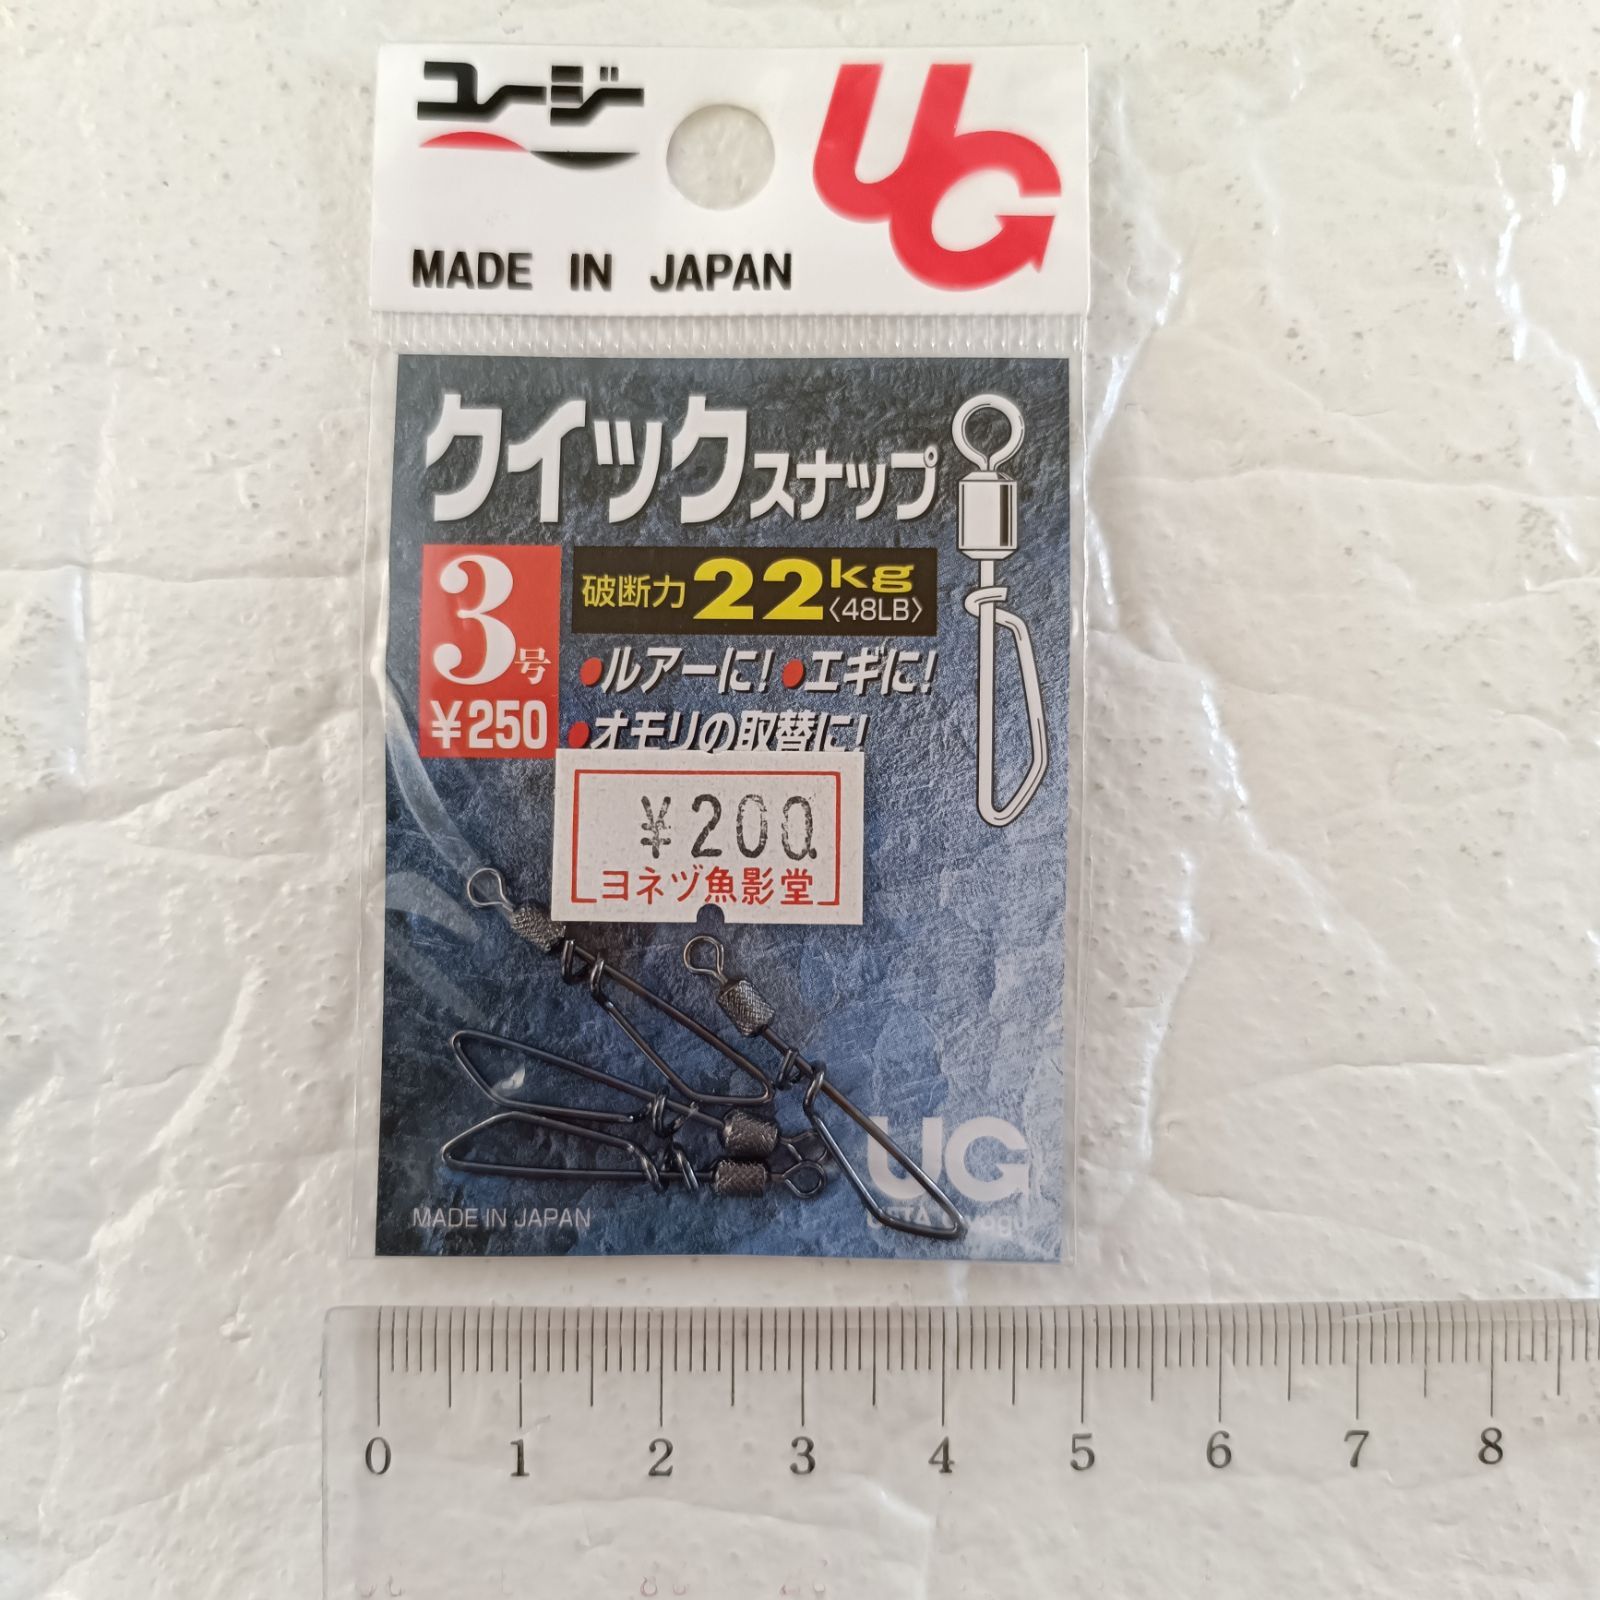 ユージー
UG
MADE IN JAPAN
クイックスナップ
3号
¥250
破断力 22kg
〈48LB〉
●ルアーに!●エギに!
●オモリの取替に!
¥200
ヨネヅ魚影堂
UG
MADE IN JAPAN
0 1 2 3 4 5 6 7 8